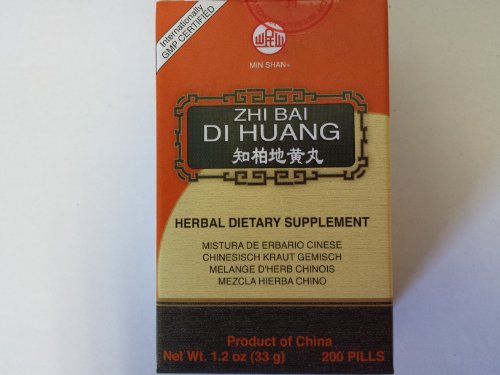 Internationally
GMP CERTIFIED
MIN SHAN®
ZHI BAI
DI HUANG
知柏地黄丸
HERBAL DIETARY SUPPLEMENT
MISTURA DE ERBARIO CINESE
CHINESISCH KRAUT GEMISCH
MELANGE D'HERB CHINOIS
MEZCLA HIERBA CHINO
Product of China
Net Wt. 1.2 oz (33 g) 200 PILLS